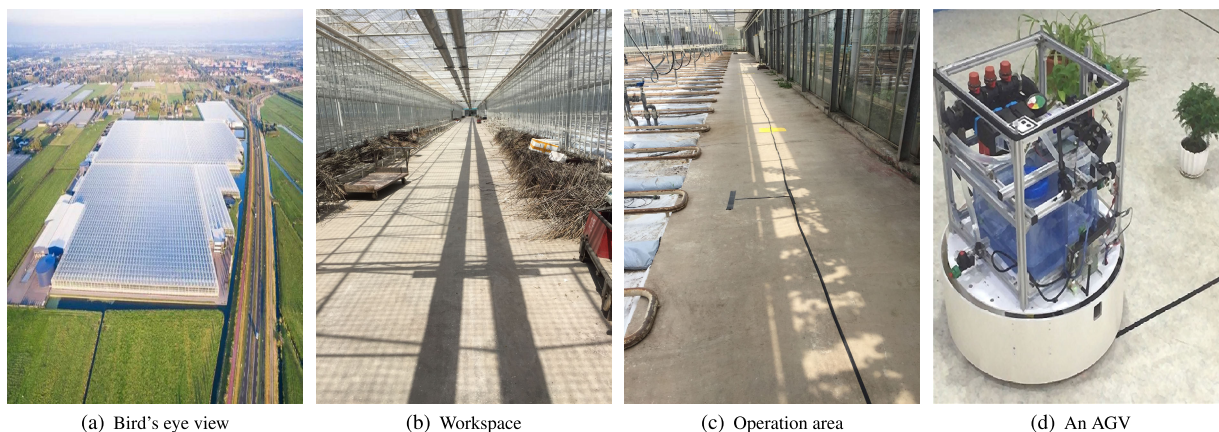 (a) Bird's eye view
(b) Workspace
(c) Operation area
(d) An AGV